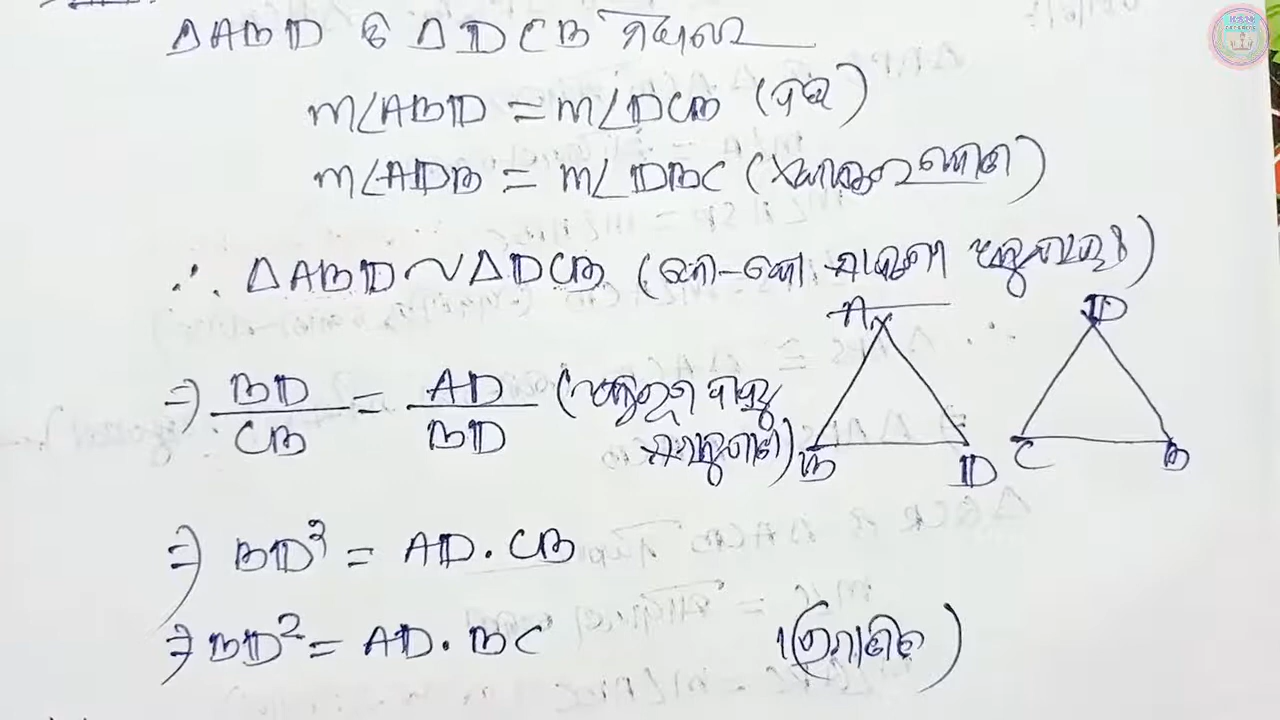 ΔABD ଓ ΔDCB ମଧ୍ୟରେ
m∠ABD = m∠DCB (ଦତ୍ତ)
m∠ADB = m∠DBC (ଏକାନ୍ତର କୋଣ)
∴ ΔABD ~ ΔDCB (କୋ-କୋ ସାଦୃଶ୍ୟ ଅନୁଯାୟୀ)
⇒ BD/CB = AD/BD (ଅନୁରୂପ ବାହୁ
ସମାନୁପାତୀ)
A
D
B D
C B
⇒ BD² = AD. CB
⇒ BD² = AD. BC (ପ୍ରମାଣିତ)